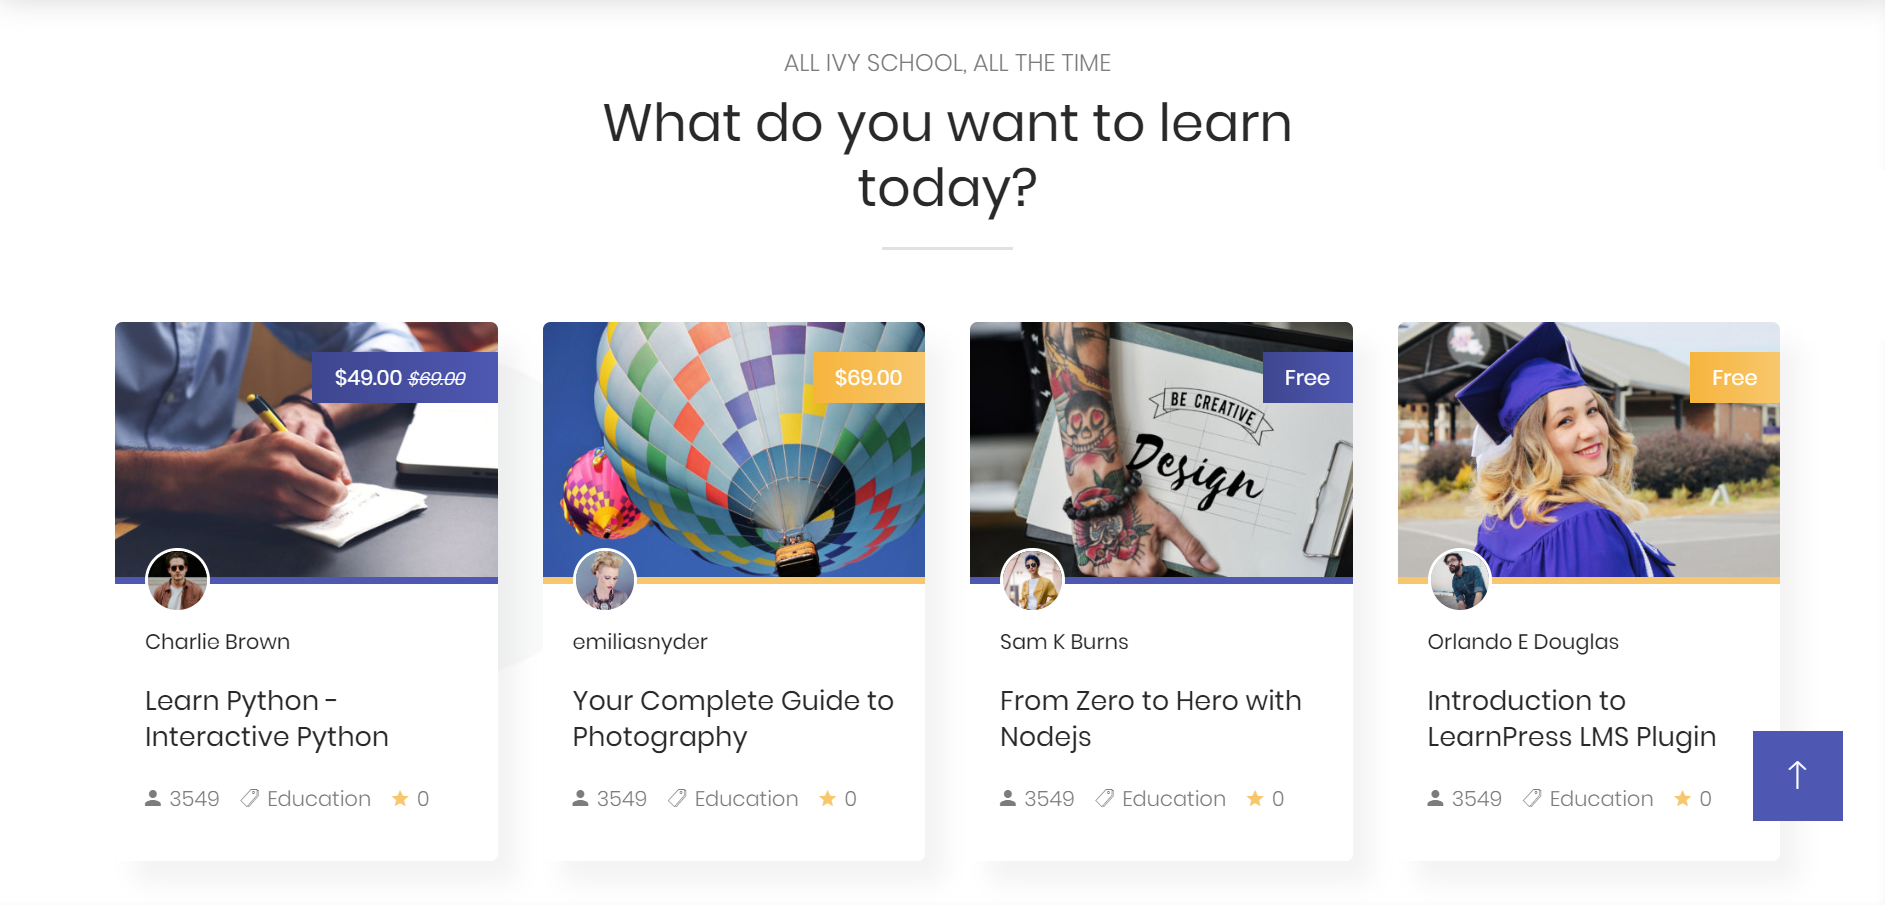 ALL IVY SCHOOL, ALL THE TIME
What do you want to learn
today?
$49.00 $69.00
$69.00
Free
BE CREATIVE
Design
Free
Charlie Brown
Learn Python -
Interactive Python
3549 Education 0
emiliasnyder
Your Complete Guide to
Photography
3549 Education 0
Sam K Burns
From Zero to Hero with
Nodejs
3549 Education 0
Orlando E Douglas
Introduction to
LearnPress LMS Plugin
3549 Education 0